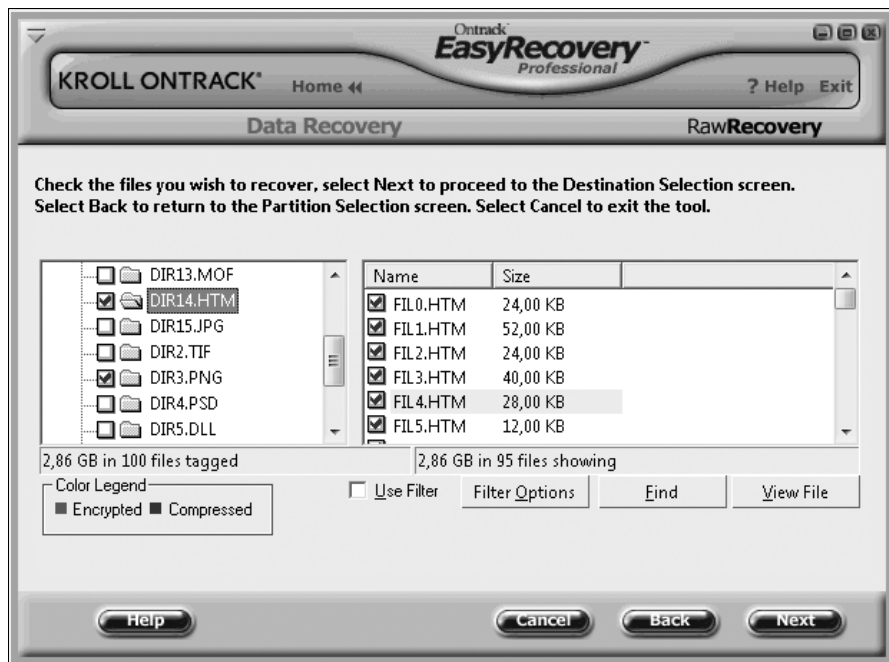 Ontrack
EasyRecovery
Professional
KROLL ONTRACK®
Home
? Help Exit
Data Recovery
RawRecovery
Check the files you wish to recover, select Next to proceed to the Destination Selection screen.
Select Back to return to the Partition Selection screen. Select Cancel to exit the tool.
DIR13.MOF
DIR14.HTM
DIR15.JPG
DIR2.TIF
DIR3.PNG
DIR4.PSD
DIR5.DLL
Name Size
FIL0.HTM 24,00 KB
FIL1.HTM 52,00 KB
FIL2.HTM 24,00 KB
FIL3.HTM 40,00 KB
FIL4.HTM 28,00 KB
FIL5.HTM 12,00 KB
2,86 GB in 100 files tagged
2,86 GB in 95 files showing
Color Legend
Encrypted Compressed
Use Filter
Filter Options
Find
View File
Help
Cancel
Back
Next